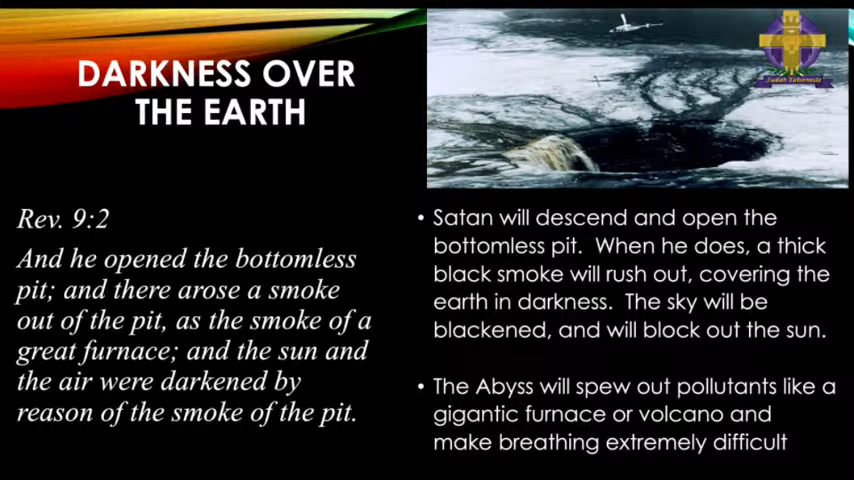 DARKNESS OVER
THE EARTH
Judah Tabernacle
Rev. 9:2
And he opened the bottomless
pit; and there arose a smoke
out of the pit, as the smoke of a
great furnace; and the sun and
the air were darkened by
reason of the smoke of the pit.
• Satan will descend and open the
bottomless pit. When he does, a thick
black smoke will rush out, covering the
earth in darkness. The sky will be
blackened, and will block out the sun.
• The Abyss will spew out pollutants like a
gigantic furnace or volcano and
make breathing extremely difficult